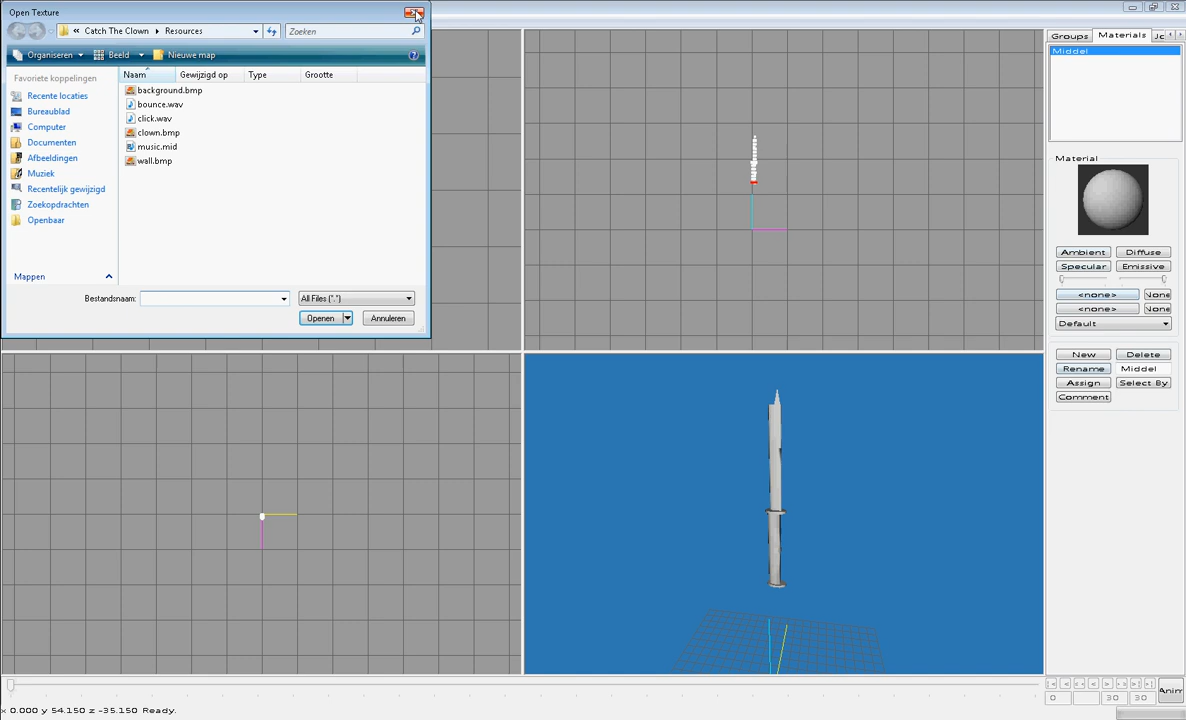 Open Texture
« Catch The Clown ▸ Resources
Zoeken
Organiseren
Beeld
Nieuwe map
Favoriete koppelingen
Recente locaties
Bureaublad
Computer
Documenten
Afbeeldingen
Muziek
Recentelijk gewijzigd
Zoekopdrachten
Openbaar
Mappen
Naam
Gewijzigd op
Type
Grootte
background.bmp
bounce.wav
click.wav
clown.bmp
music.mid
wall.bmp
Bestandsnaam:
All Files (*.*)
Openen
Annuleren
Groups
Materials
Jo
Middel
Material
Ambient
Diffuse
Specular
Emissive
<none>
None
<none>
None
Default
New
Delete
Rename
Middel
Assign
Select By
Comment
Anim
0
30
30
x 0.000 y 54.150 z -35.150 Ready.